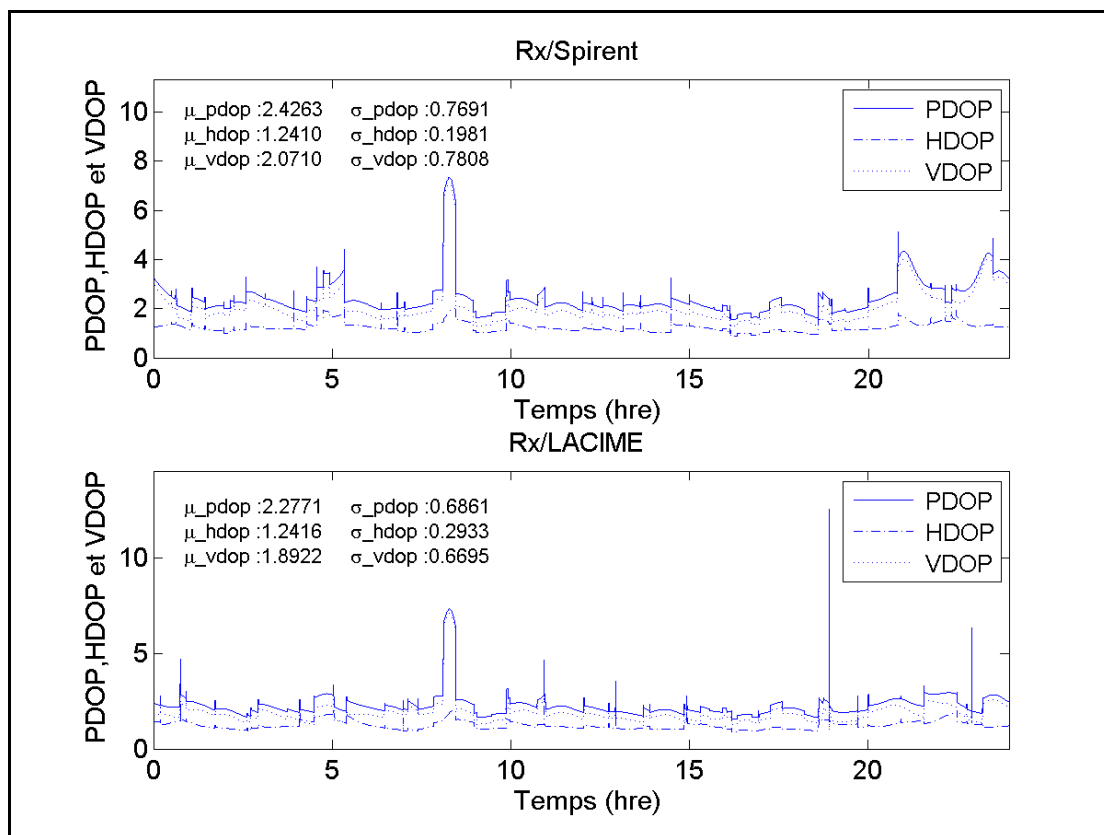 Rx/Spirent
μ_pdop :2.4263 σ_pdop :0.7691
μ_hdop :1.2410 σ_hdop :0.1981
μ_vdop :2.0710 σ_vdop :0.7808
PDOP
HDOP
VDOP
PDOP,HDOP et VDOP
10
8
6
4
2
0
0 5 10 15 20
Temps (hre)
Rx/LACIME
μ_pdop :2.2771 σ_pdop :0.6861
μ_hdop :1.2416 σ_hdop :0.2933
μ_vdop :1.8922 σ_vdop :0.6695
PDOP
HDOP
VDOP
PDOP,HDOP et VDOP
10
5
0
0 5 10 15 20
Temps (hre)